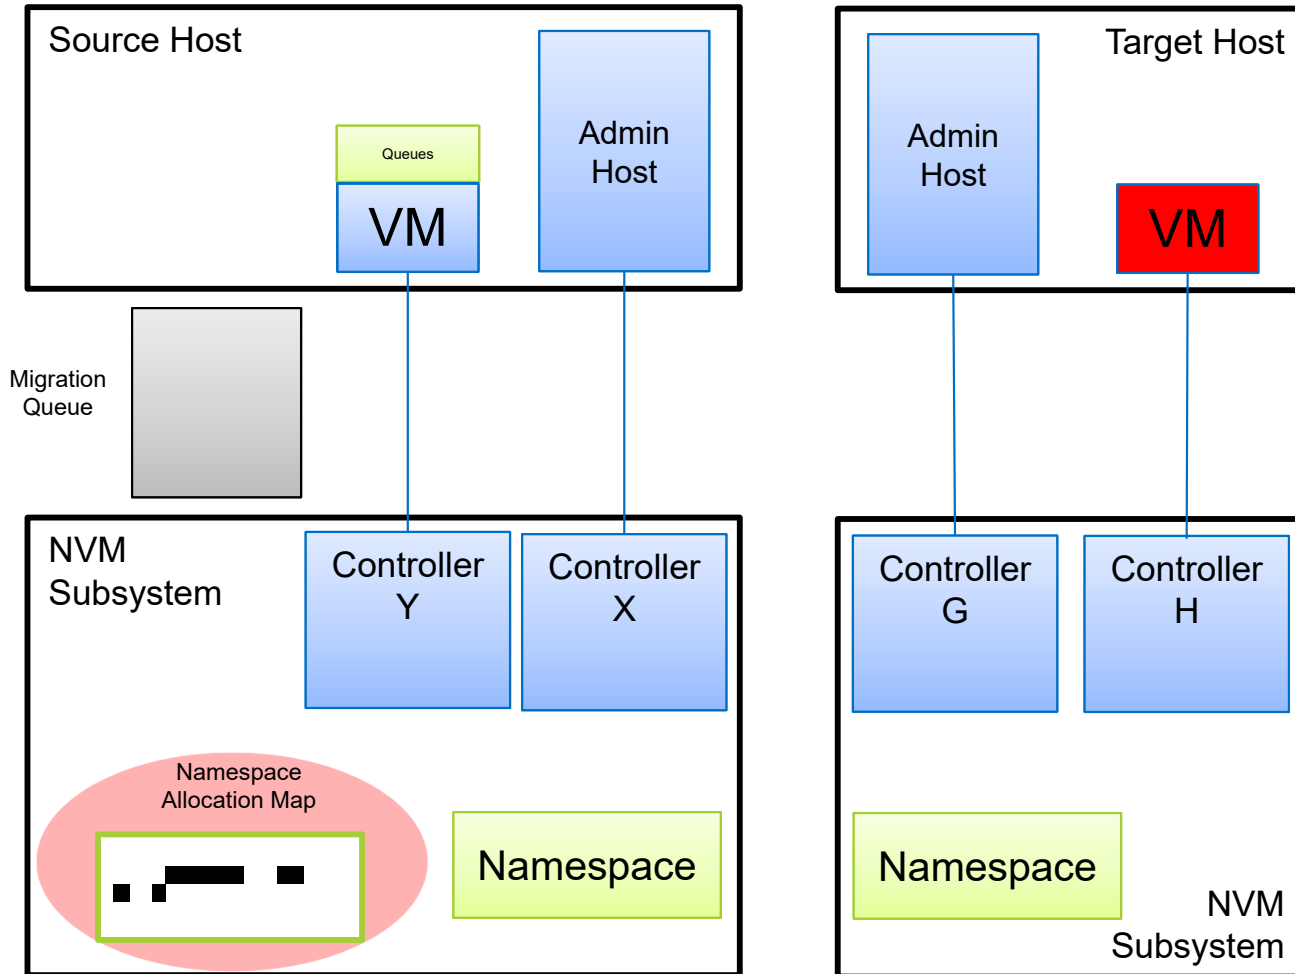 Source Host
Queues
VM
Admin
Host
Target Host
Admin
Host
VM
Migration
Queue
NVM
Subsystem
Controller
Y
Controller
X
Namespace
Allocation Map
Namespace
Controller
G
Controller
H
Namespace
NVM
Subsystem